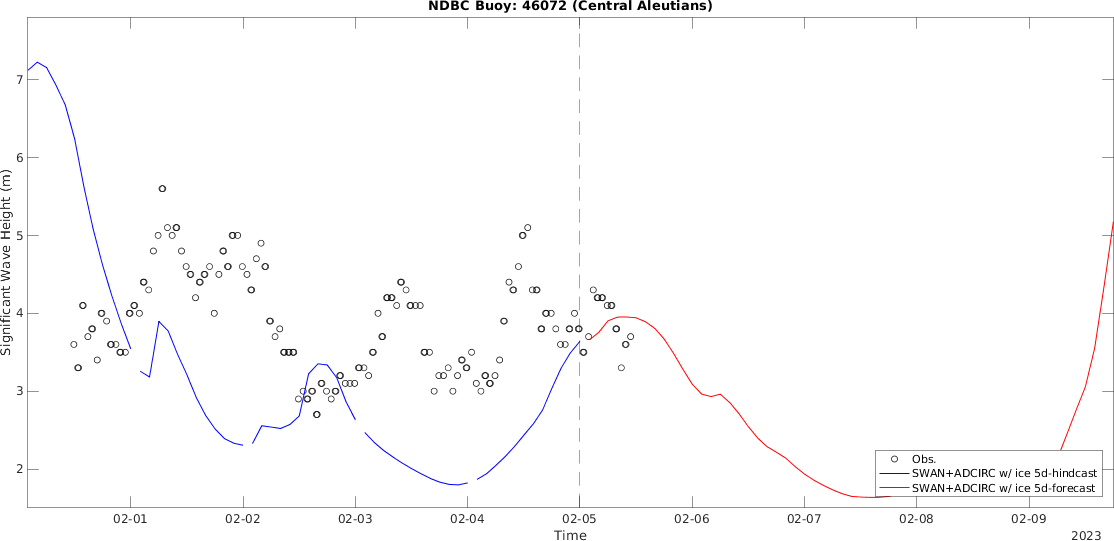 NDBC Buoy: 46072 (Central Aleutians)
Significant Wave Height (m)
7
6
5
4
3
2
Obs.
SWAN+ADCIRC w/ ice 5d-hindcast
SWAN+ADCIRC w/ ice 5d-forecast
02-01 02-02 02-03 02-04 02-05 02-06 02-07 02-08 02-09
Time
2023